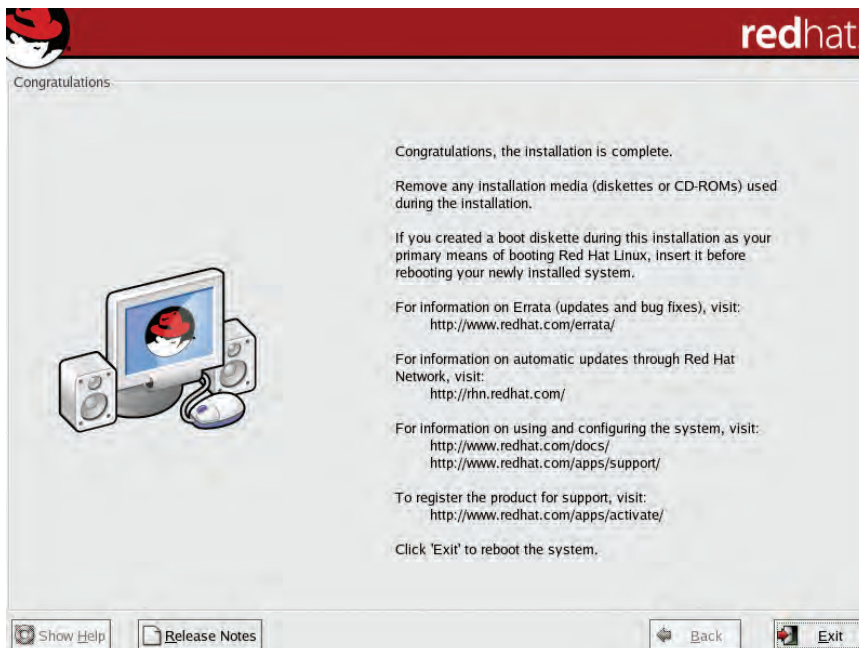 redhat.
Congratulations
Congratulations, the installation is complete.
Remove any installation media (diskettes or CD-ROMs) used
during the installation.
If you created a boot diskette during this installation as your
primary means of booting Red Hat Linux, insert it before
rebooting your newly installed system.
For information on Errata (updates and bug fixes), visit:
http://www.redhat.com/errata/
For information on automatic updates through Red Hat
Network, visit:
http://rhn.redhat.com/
For information on using and configuring the system, visit:
http://www.redhat.com/docs/
http://www.redhat.com/apps/support/
To register the product for support, visit:
http://www.redhat.com/apps/activate/
Click 'Exit' to reboot the system.
Show Help
Release Notes
Back
Exit